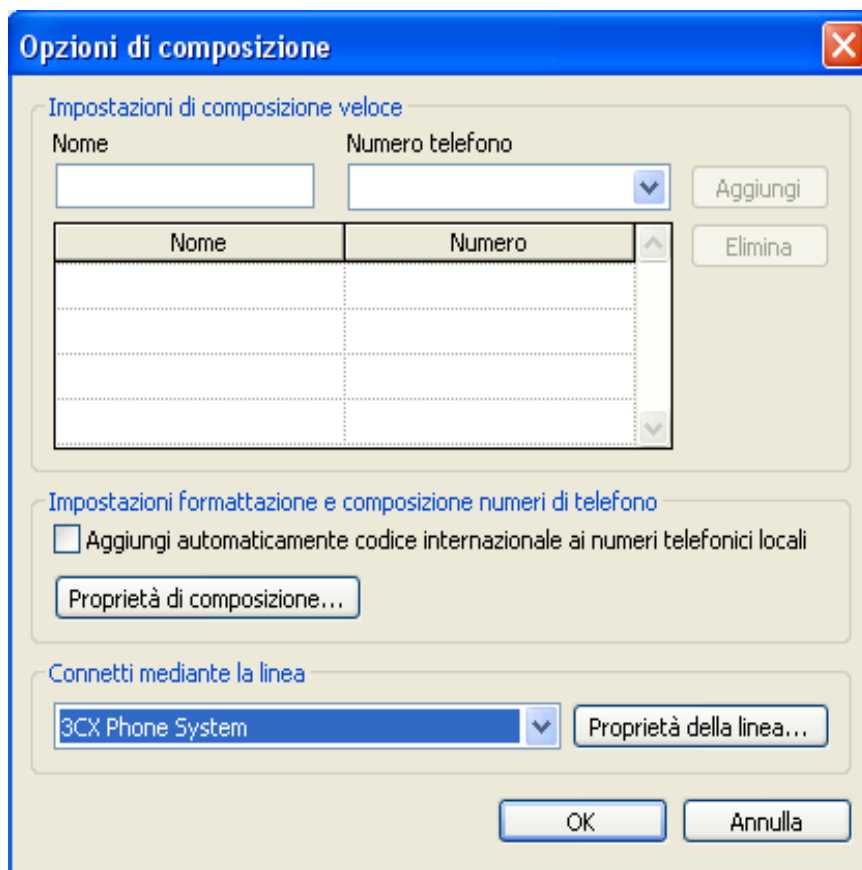 Opzioni di composizione
Impostazioni di composizione veloce
Nome Numero telefono
Aggiungi
Nome Numero
Elimina
Impostazioni formattazione e composizione numeri di telefono
Aggiungi automaticamente codice internazionale ai numeri telefonici locali
Proprietà di composizione...
Connetti mediante la linea
3CX Phone System Proprietà della linea...
OK Annulla